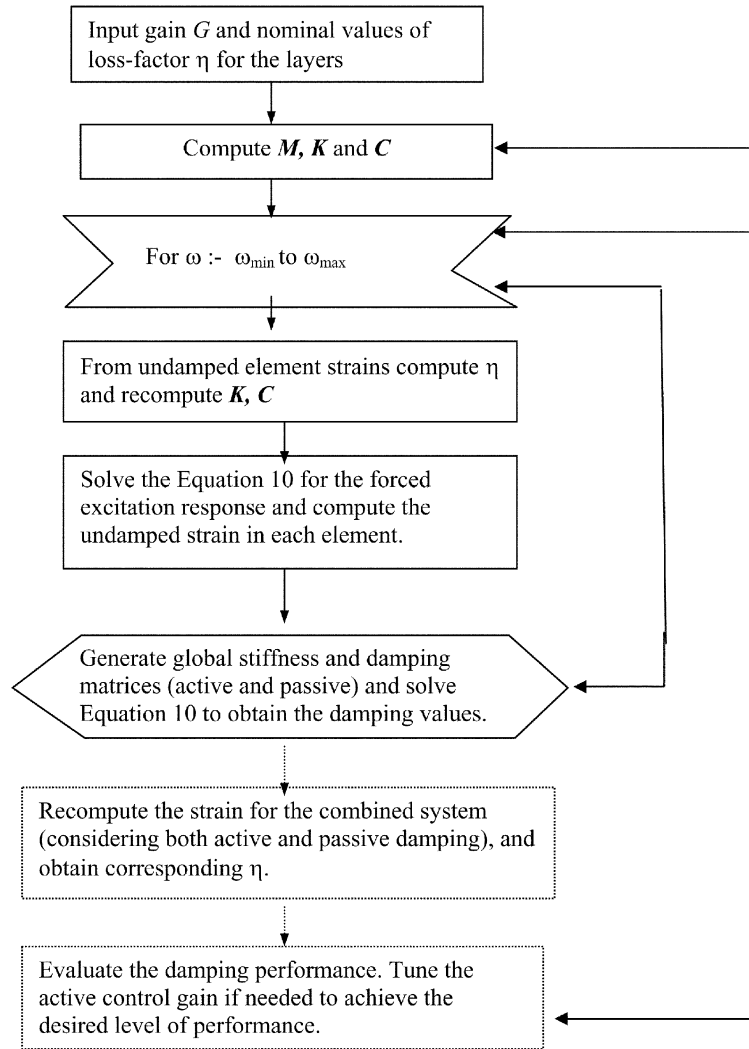 Input gain G and nominal values of
loss-factor η for the layers
Compute M, K and C
For ω :- ωmin to ωmax
From undamped element strains compute η
and recompute K, C
Solve the Equation 10 for the forced
excitation response and compute the
undamped strain in each element.
Generate global stiffness and damping
matrices (active and passive) and solve
Equation 10 to obtain the damping values.
Recompute the strain for the combined system
(considering both active and passive damping), and
obtain corresponding η.
Evaluate the damping performance. Tune the
active control gain if needed to achieve the
desired level of performance.